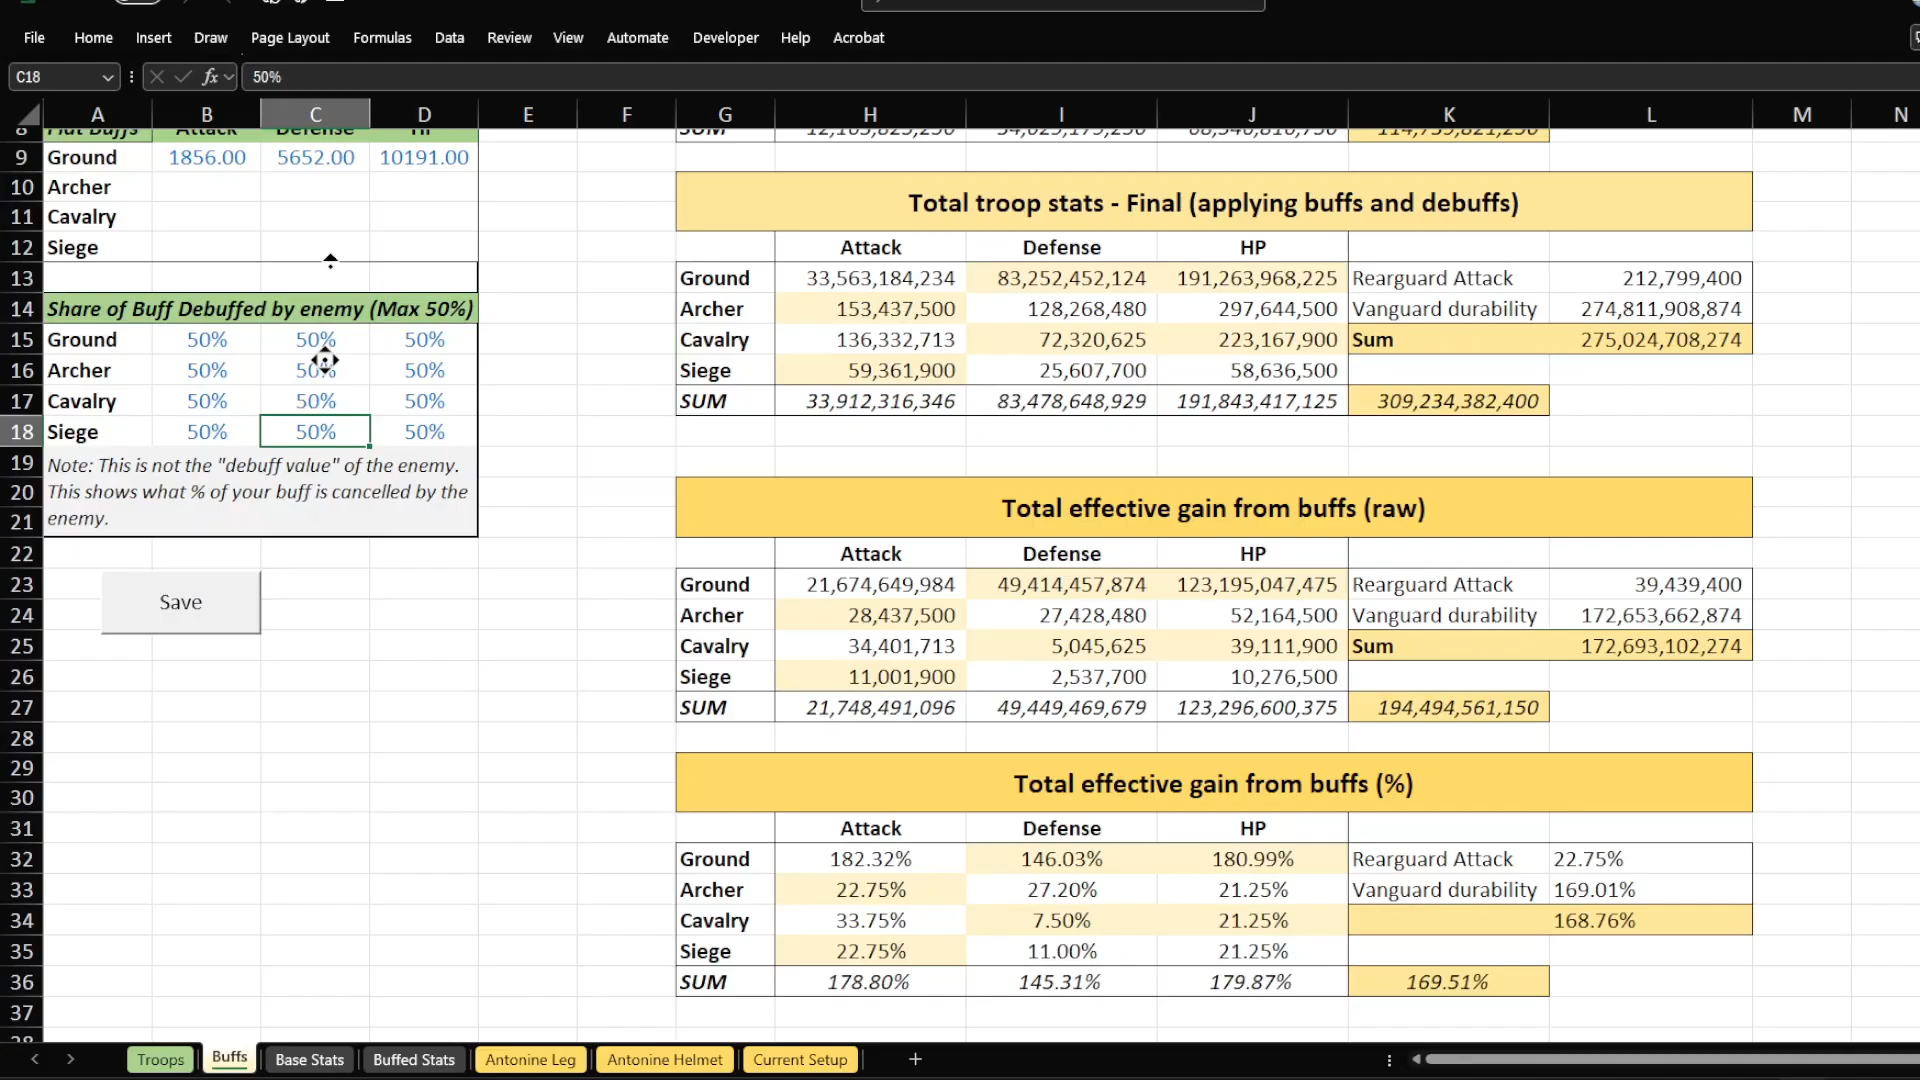 File Home Insert Draw Page Layout Formulas Data Review View Automate Developer Help Acrobat
C18 fx 50%
A B C D E F G H I J K L M N
8 Flat Buffs Attack Defense HP SUM
9 Ground 1856.00 5652.00 10191.00
10 Archer Total troop stats - Final (applying buffs and debuffs)
11 Cavalry
12 Siege Attack Defense HP
13 Ground 33,563,184,234 83,252,452,124 191,263,968,225 Rearguard Attack 212,799,400
14 Share of Buff Debuffed by enemy (Max 50%) Archer 153,437,500 128,268,480 297,644,500 Vanguard durability 274,811,908,874
15 Ground 50% 50% 50% Cavalry 136,332,713 72,320,625 223,167,900 Sum 275,024,708,274
16 Archer 50% 50% 50% Siege 59,361,900 25,607,700 58,636,500
17 Cavalry 50% 50% 50% SUM 33,912,316,346 83,478,648,929 191,843,417,125 309,234,382,400
18 Siege 50% 50% 50%
19 Note: This is not the "debuff value" of the enemy.
20 This shows what % of your buff is cancelled by the Total effective gain from buffs (raw)
21 enemy.
22 Attack Defense HP
23 Save Ground 21,674,649,984 49,414,457,874 123,195,047,475 Rearguard Attack 39,439,400
24 Archer 28,437,500 27,428,480 52,164,500 Vanguard durability 172,653,662,874
25 Cavalry 34,401,713 5,045,625 39,111,900 Sum 172,693,102,274
26 Siege 11,001,900 2,537,700 10,276,500
27 SUM 21,748,491,096 49,449,469,679 123,296,600,375 194,494,561,150
28
29 Total effective gain from buffs (%)
30
31 Attack Defense HP
32 Ground 182.32% 146.03% 180.99% Rearguard Attack 22.75%
33 Archer 22.75% 27.20% 21.25% Vanguard durability 169.01%
34 Cavalry 33.75% 7.50% 21.25% 168.76%
35 Siege 22.75% 11.00% 21.25%
36 SUM 178.80% 145.31% 179.87% 169.51%
37
Troops Buffs Base Stats Buffed Stats Antonine Leg Antonine Helmet Current Setup